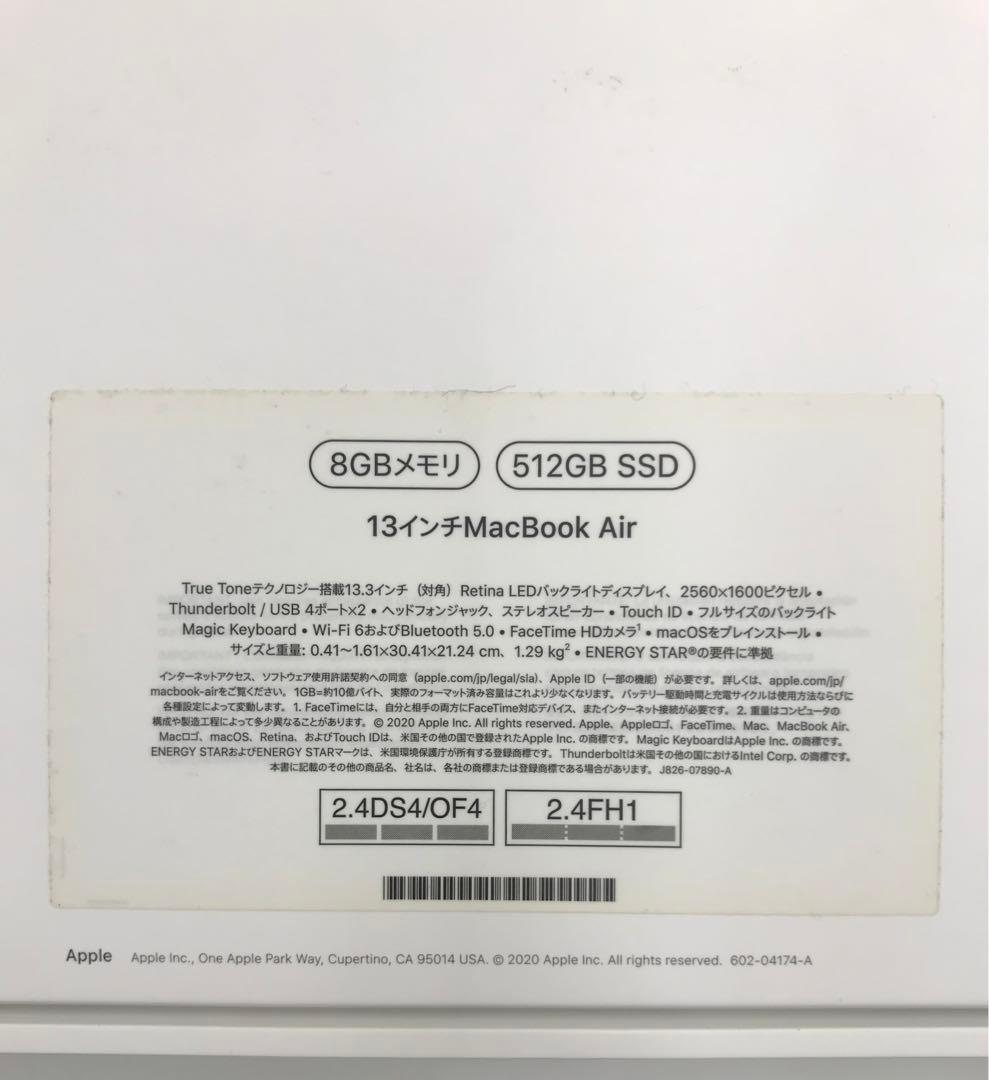 8GBメモリ 512GB SSD
13インチMacBook Air
True Toneテクノロジー搭載13.3インチ（対角）Retina LEDバックライトディスプレイ、2560×1600ピクセル •
Thunderbolt / USB 4ポート×2 • ヘッドフォンジャック、ステレオスピーカー • Touch ID • フルサイズのバックライト
Magic Keyboard • Wi-Fi 6およびBluetooth 5.0 • FaceTime HDカメラ¹ • macOSをプレインストール •
サイズと重量: 0.41〜1.61×30.41×21.24 cm、1.29 kg² • ENERGY STAR®の要件に準拠
インターネットアクセス、ソフトウェア使用許諾契約への同意（apple.com/jp/legal/sla）、Apple ID（一部の機能）が必要です。詳しくは、apple.com/jp/
macbook-airをご覧ください。1GB=約10億バイト、実際のフォーマット済み容量はこれより少なくなります。バッテリー駆動時間と充電サイクルは使用方法ならびに
各種設定によって変動します。1. FaceTimeには、自分と相手の両方にFaceTime対応デバイス、またインターネット接続が必要です。2. 重量はコンピュータの
構成や製造工程によって多少異なることがあります。© 2020 Apple Inc. All rights reserved. Apple、Appleロゴ、FaceTime、Mac、MacBook Air、
Macロゴ、macOS、Retina、およびTouch IDは、米国その他の国で登録されたApple Inc. の商標です。Magic KeyboardはApple Inc. の商標です。
ENERGY STARおよびENERGY STARマークは、米国環境保護庁が所有する登録商標です。Thunderboltは米国その他の国におけるIntel Corp. の商標です。
本書に記載のその他の商品名、社名は、各社の商標または登録商標である場合があります。J826-07890-A
2.4DS4/OF4 2.4FH1
Apple Apple Inc., One Apple Park Way, Cupertino, CA 95014 USA. © 2020 Apple Inc. All rights reserved. 602-04174-A